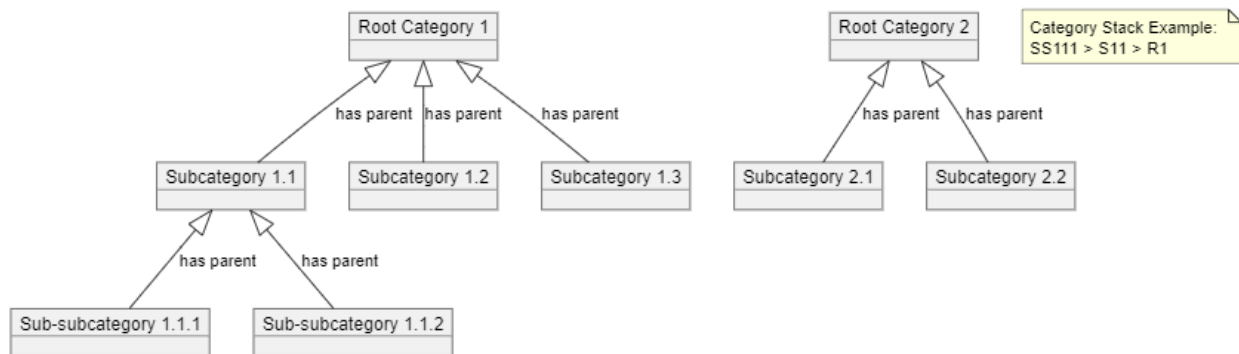 Root Category 1
Root Category 2
Category Stack Example:
SS111 > S11 > R1
has parent
has parent
has parent
has parent
has parent
Subcategory 1.1
Subcategory 1.2
Subcategory 1.3
Subcategory 2.1
Subcategory 2.2
has parent
has parent
Sub-subcategory 1.1.1
Sub-subcategory 1.1.2